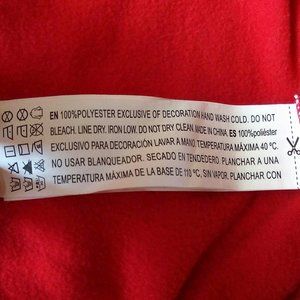 EN 100%POLYESTER EXCLUSIVE OF DECORATION HAND WASH COLD. DO NOT
BLEACH. LINE DRY. IRON LOW. DO NOT DRY CLEAN. MADE IN CHINA. ES 100% poliéster
EXCLUSIVO PARA DECORACIÓN LAVAR A MANO TEMPERATURA MÁXIMA 40 ºC.
NO USAR BLANQUEADOR. SECADO EN TENDEDERO. PLANCHAR A UNA
TEMPERATURA MÁXIMA DE LA BASE DE 110 ºC, SIN VAPOR. PLANCHAR CON